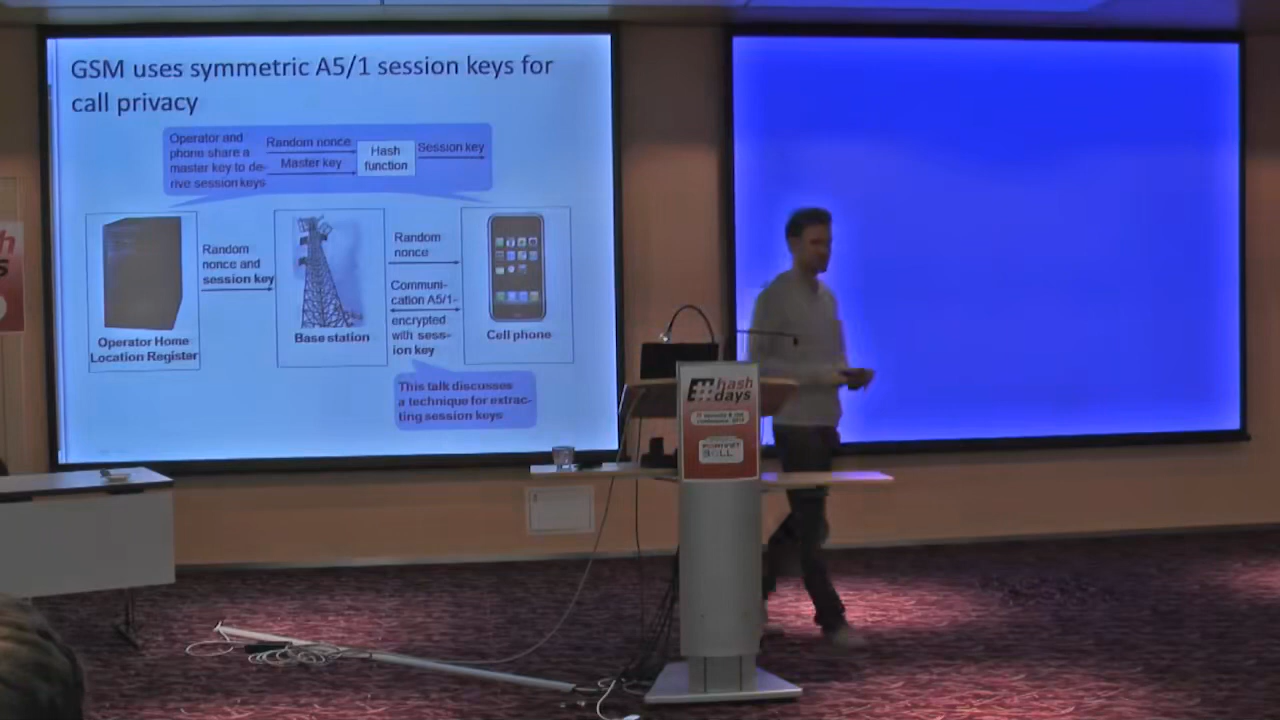 GSM uses symmetric A5/1 session keys for
call privacy
Operator and
phone share a
master key to de-
rive session keys
Random nonce
Master key
Hash
function
Session key
Random
nonce and
session key
Random
nonce
Communi-
cation A5/1-
encrypted
with sess-
ion key
Operator Home
Location Register
Base station
Cell phone
This talk discusses
a technique for extrac-
ting session keys
#hash
days